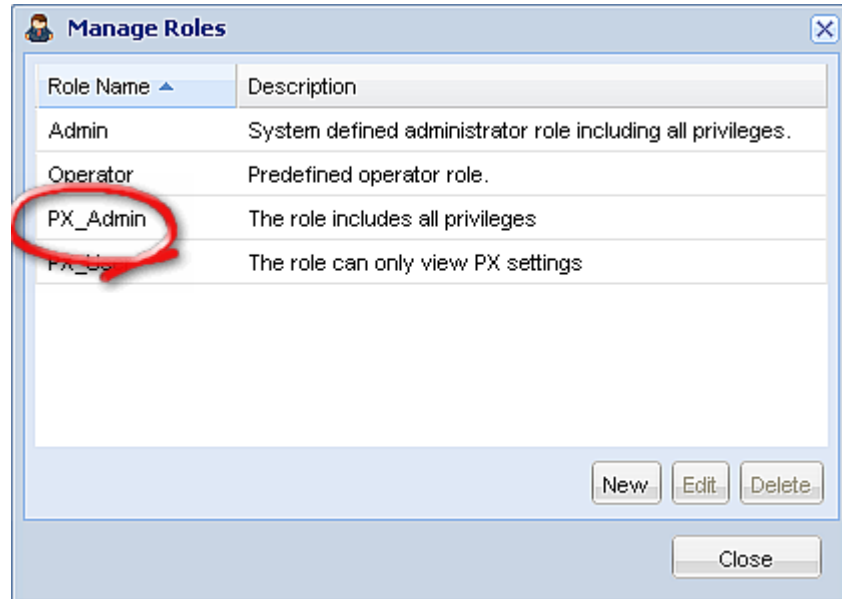 Manage Roles
Role Name Description
Admin System defined administrator role including all privileges.
Operator Predefined operator role.
PX_Admin The role includes all privileges
PX_User The role can only view PX settings
New Edit Delete
Close